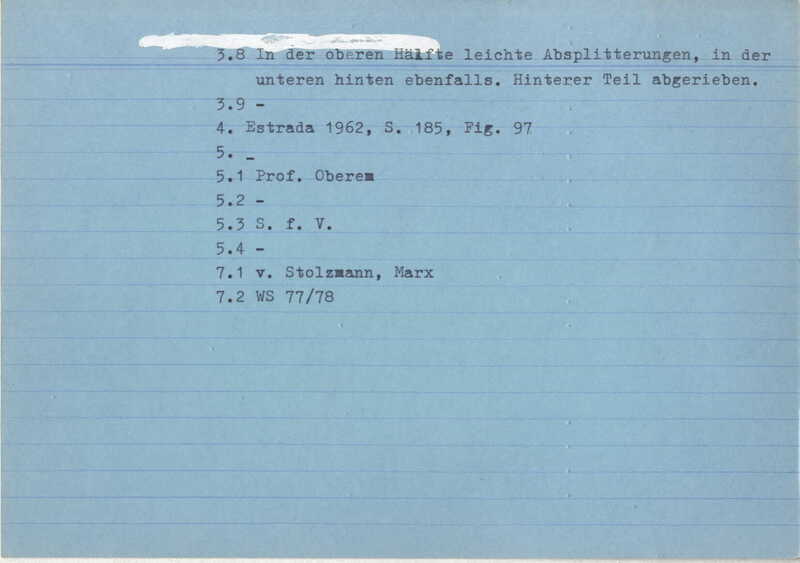 3.8 In der oberen Hälfte leichte Absplitterungen, in der
unteren hinten ebenfalls. Hinterer Teil abgerieben.
3.9 -
4. Estrada 1962, S. 185, Fig. 97
5. _
5.1 Prof. Oberem
5.2 -
5.3 S. f. V.
5.4 -
7.1 v. Stolzmann, Marx
7.2 WS 77/78